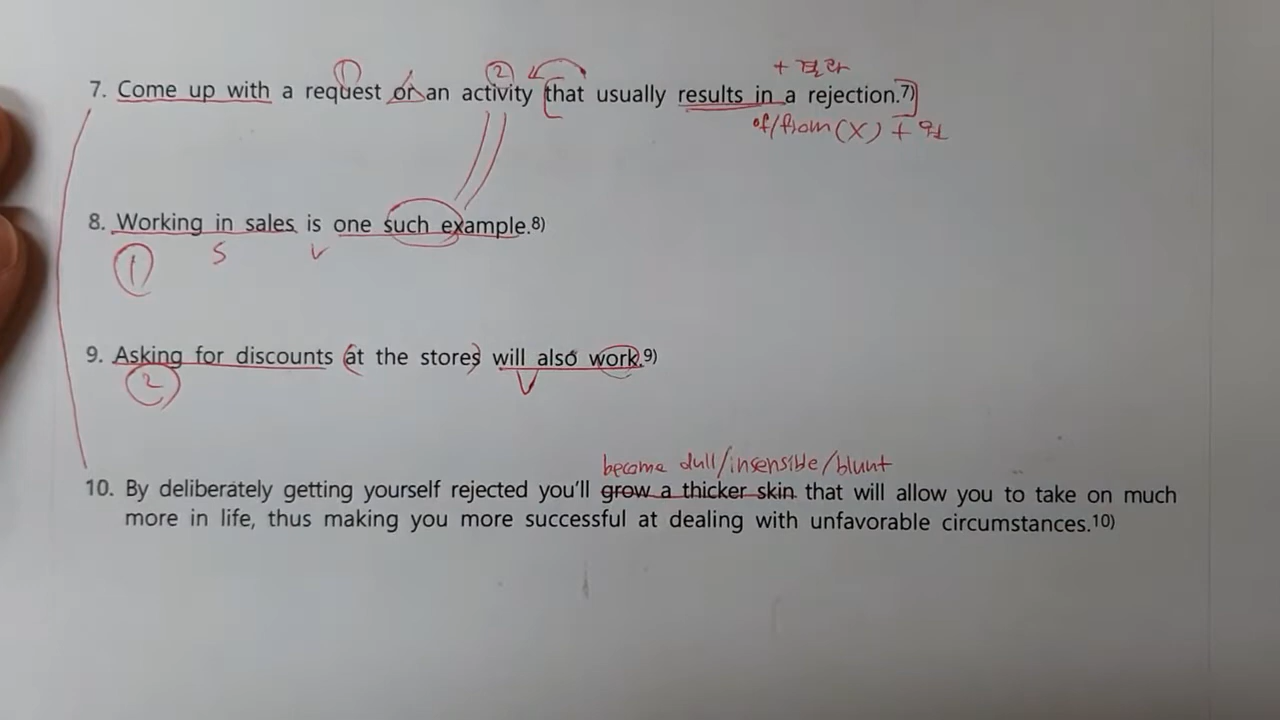 ① ② + 결과
7. Come up with a request or an activity that usually results in a rejection.7)
of/from(X) + 원
8. Working in sales is one such example.8)
① S V
9. Asking for discounts at the stores will also work.9)
② V
become dull/insensible/blunt
10. By deliberately getting yourself rejected you'll grow a thicker skin that will allow you to take on much
more in life, thus making you more successful at dealing with unfavorable circumstances.10)